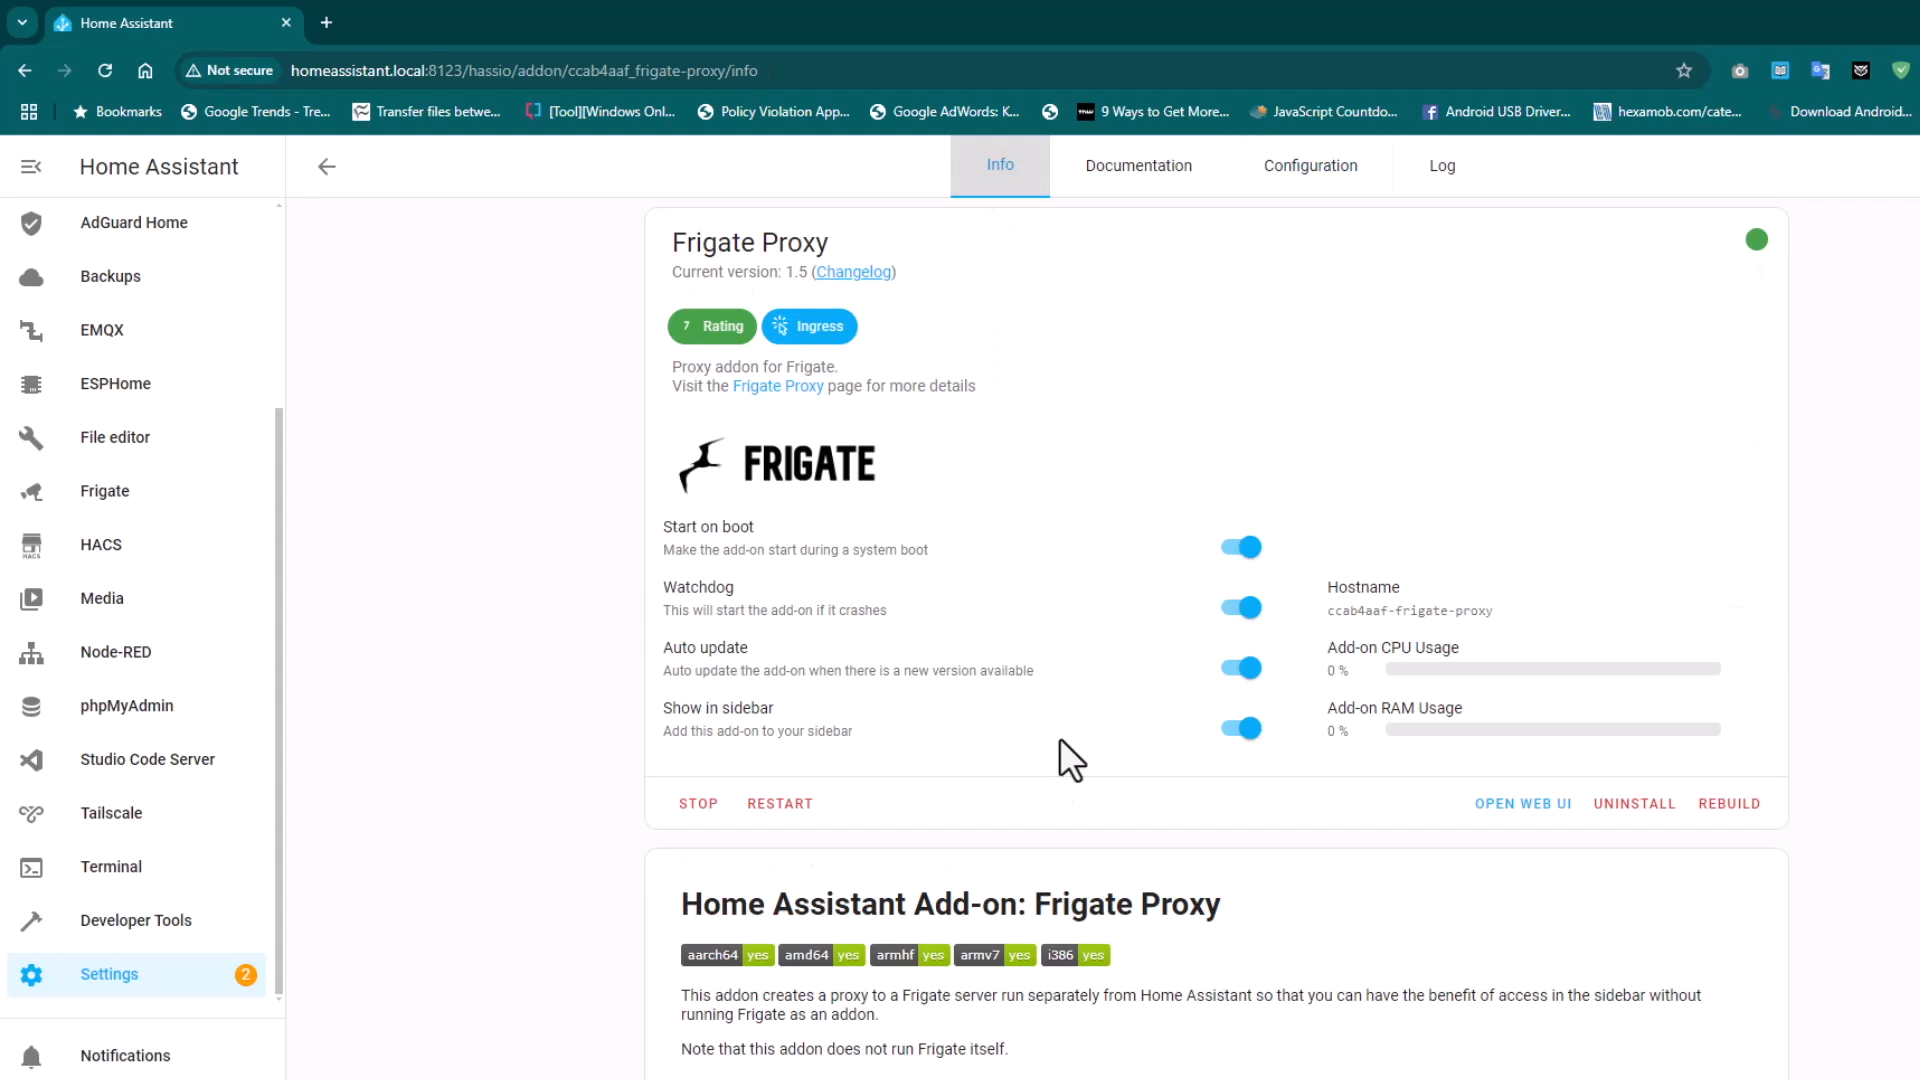 Home Assistant
Not secure
homeassistant.local:8123/hassio/addon/ccab4aaf_frigate-proxy/info
Bookmarks
Google Trends - Tre...
Transfer files betwe...
[Tool][Windows Onl...
Policy Violation App...
Google AdWords: K...
9 Ways to Get More...
JavaScript Countdo...
Android USB Driver...
hexamob.com/cate...
Download Android...
Home Assistant
Info
Documentation
Configuration
Log
AdGuard Home
Backups
EMQX
ESPHome
File editor
Frigate
HACS
HACS
Media
Node-RED
phpMyAdmin
Studio Code Server
Tailscale
Terminal
Developer Tools
Settings
2
Notifications
Frigate Proxy
Current version: 1.5 (Changelog)
7 Rating
Ingress
Proxy addon for Frigate.
Visit the Frigate Proxy page for more details
FRIGATE
Start on boot
Make the add-on start during a system boot
Watchdog
This will start the add-on if it crashes
Hostname
ccab4aaf-frigate-proxy
Auto update
Auto update the add-on when there is a new version available
Add-on CPU Usage
0 %
Show in sidebar
Add this add-on to your sidebar
Add-on RAM Usage
0 %
STOP
RESTART
OPEN WEB UI
UNINSTALL
REBUILD
Home Assistant Add-on: Frigate Proxy
aarch64 yes
amd64 yes
armhf yes
armv7 yes
i386 yes
This addon creates a proxy to a Frigate server run separately from Home Assistant so that you can have the benefit of access in the sidebar without
running Frigate as an addon.
Note that this addon does not run Frigate itself.